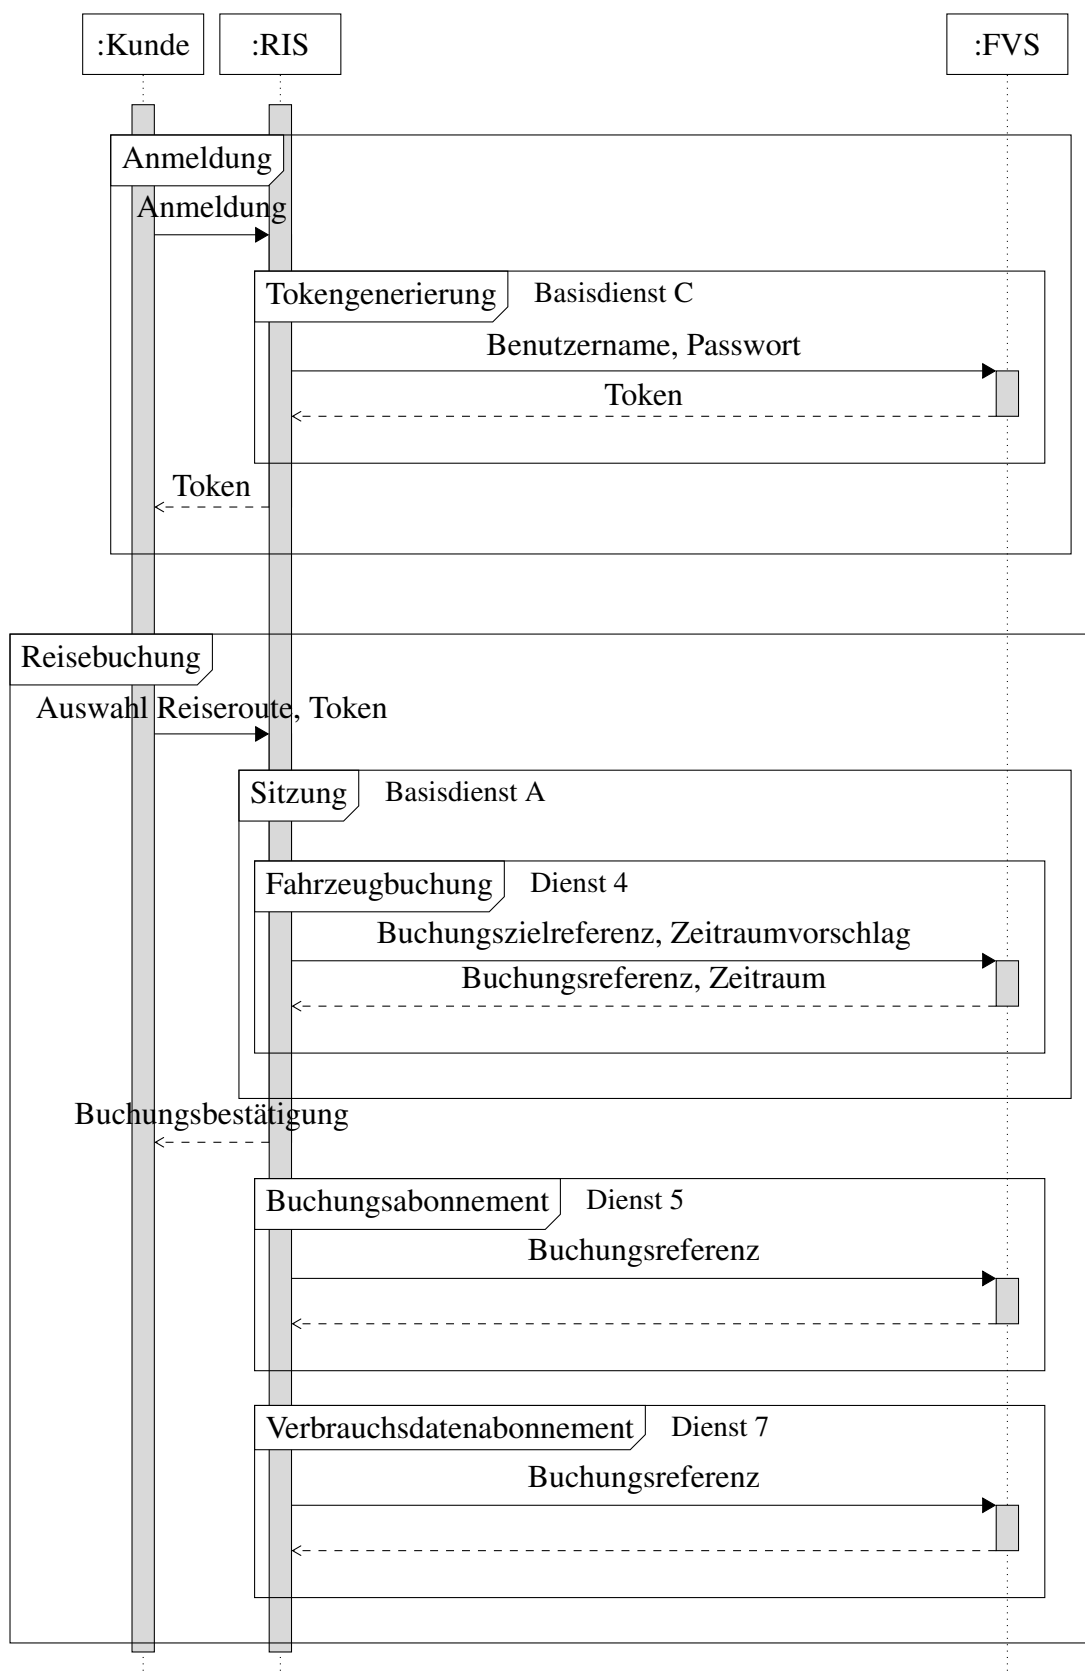 :Kunde
:RIS
:FVS
Anmeldung
Anmeldung
Tokengenerierung
Basisdienst C
Benutzername, Passwort
Token
Token
Reisebuchung
Auswahl Reiseroute, Token
Sitzung
Basisdienst A
Fahrzeugbuchung
Dienst 4
Buchungszielreferenz, Zeitraumvorschlag
Buchungsreferenz, Zeitraum
Buchungsbestätigung
Buchungsabonnement
Dienst 5
Buchungsreferenz
Verbrauchsdatenabonnement
Dienst 7
Buchungsreferenz